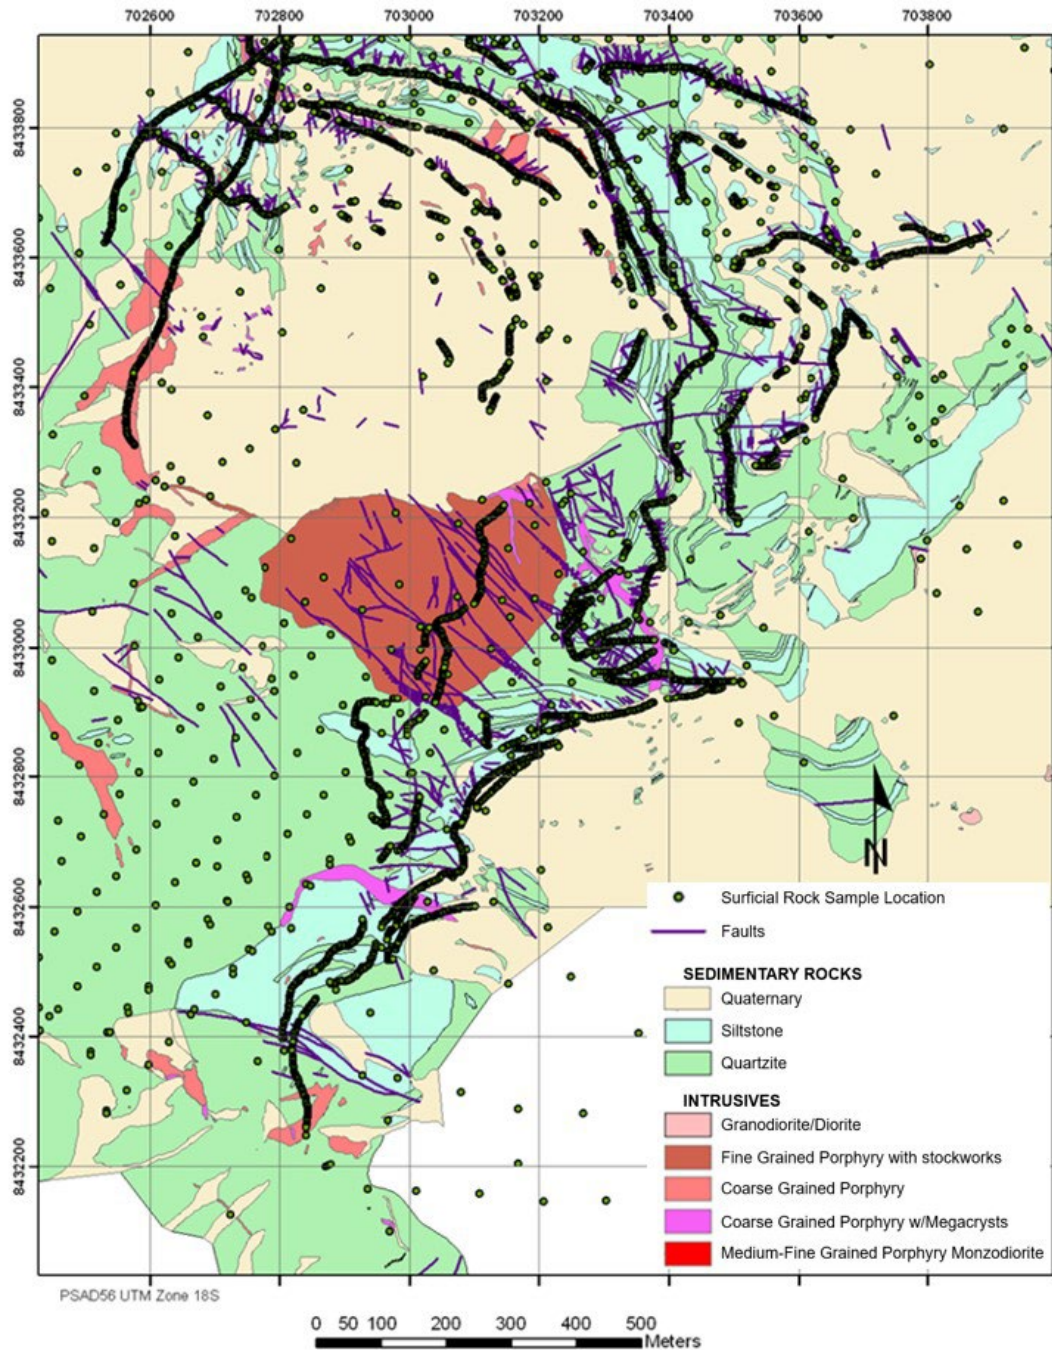 702600 702800 703000 703200 703400 703600 703800
8433800
8433600
8433400
8433200
8433000
8432800
8432600
8432400
8432200
N
Surficial Rock Sample Location
Faults
SEDIMENTARY ROCKS
Quaternary
Siltstone
Quartzite
INTRUSIVES
Granodiorite/Diorite
Fine Grained Porphyry with stockworks
Coarse Grained Porphyry
Coarse Grained Porphyry w/Megacrysts
Medium-Fine Grained Porphyry Monzodiorite
PSAD56 UTM Zone 18S
0 50 100 200 300 400 500
Meters